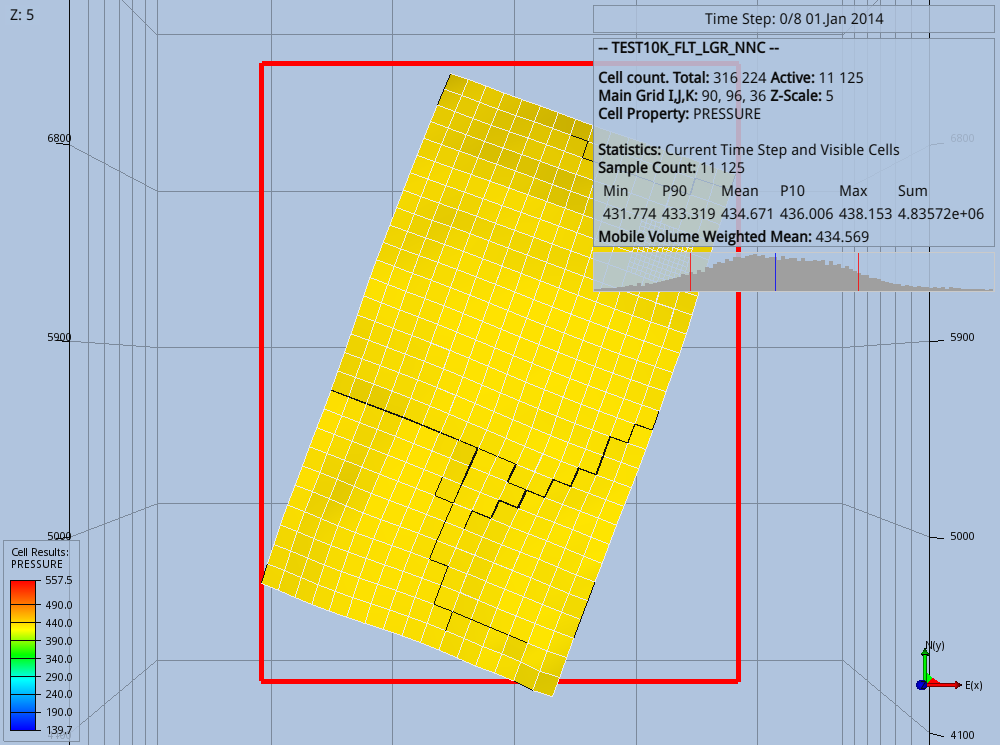 Z: 5
Time Step: 0/8 01.Jan 2014
-- TEST10K_FLT_LGR_NNC --
Cell count. Total: 316 224 Active: 11 125
Main Grid I,J,K: 90, 96, 36 Z-Scale: 5
Cell Property: PRESSURE
Statistics: Current Time Step and Visible Cells
Sample Count: 11 125
Min P90 Mean P10 Max Sum
431.774 433.319 434.671 436.006 438.153 4.83572e+06
Mobile Volume Weighted Mean: 434.569
6800 6800
5900 5900
5000 5000
Cell Results:
PRESSURE
557.5
490.0
440.0
390.0
340.0
290.0
240.0
190.0
139.7
N(y)
E(x)
4100 4100